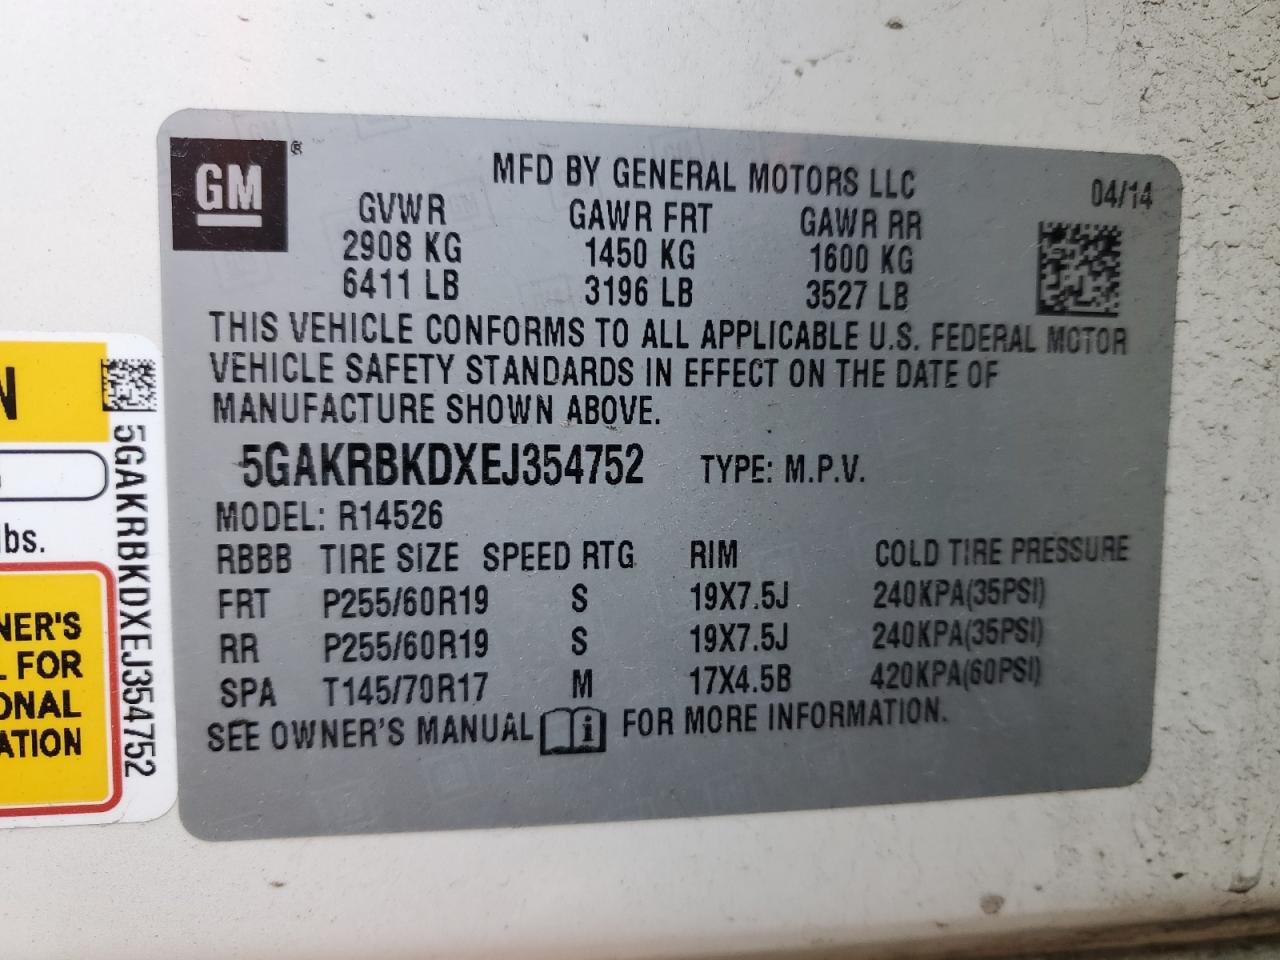 GM ®
MFD BY GENERAL MOTORS LLC
04/14
GVWR GAWR FRT GAWR RR
2908 KG 1450 KG 1600 KG
6411 LB 3196 LB 3527 LB
THIS VEHICLE CONFORMS TO ALL APPLICABLE U.S. FEDERAL MOTOR
VEHICLE SAFETY STANDARDS IN EFFECT ON THE DATE OF
MANUFACTURE SHOWN ABOVE.
5GAKRBKDXEJ354752 TYPE: M.P.V.
MODEL: R14526
RBBB TIRE SIZE SPEED RTG RIM COLD TIRE PRESSURE
FRT P255/60R19 S 19X7.5J 240KPA(35PSI)
RR P255/60R19 S 19X7.5J 240KPA(35PSI)
SPA T145/70R17 M 17X4.5B 420KPA(60PSI)
SEE OWNER'S MANUAL i FOR MORE INFORMATION.
N
lbs.
NER'S
L FOR
ONAL
ATION
5GAKRBKDXEJ354752